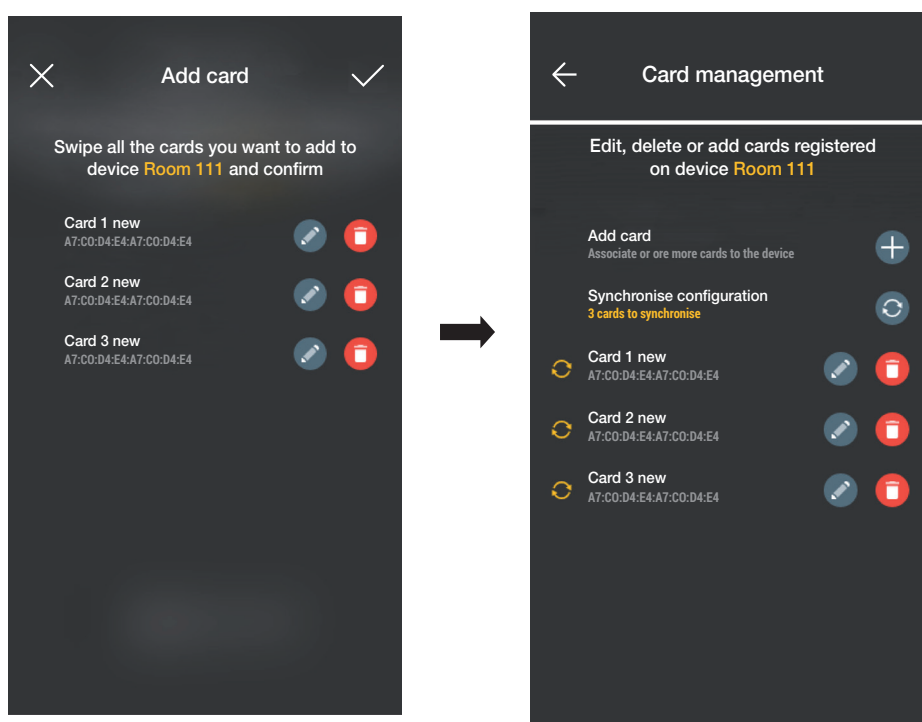 Add card
Swipe all the cards you want to add to
device Room 111 and confirm
Card 1 new
A7:C0:D4:E4:A7:C0:D4:E4
Card 2 new
A7:C0:D4:E4:A7:C0:D4:E4
Card 3 new
A7:C0:D4:E4:A7:C0:D4:E4
Card management
Edit, delete or add cards registered
on device Room 111
Add card
Associate or ore more cards to the device
Synchronise configuration
3 cards to synchronise
Card 1 new
A7:C0:D4:E4:A7:C0:D4:E4
Card 2 new
A7:C0:D4:E4:A7:C0:D4:E4
Card 3 new
A7:C0:D4:E4:A7:C0:D4:E4